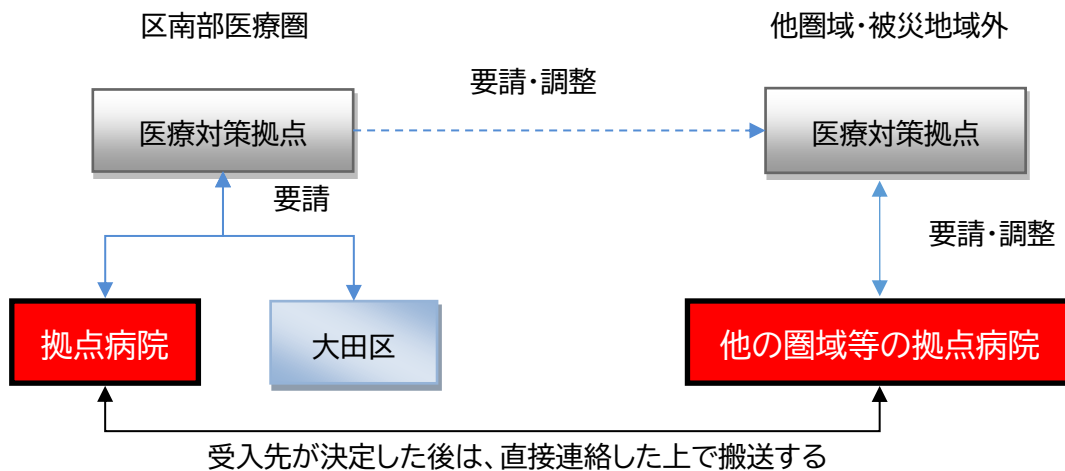 区南部医療圏
他圏域・被災地域外
要請・調整
医療対策拠点
医療対策拠点
要請
要請・調整
拠点病院
大田区
他の圏域等の拠点病院
受入先が決定した後は、直接連絡した上で搬送する